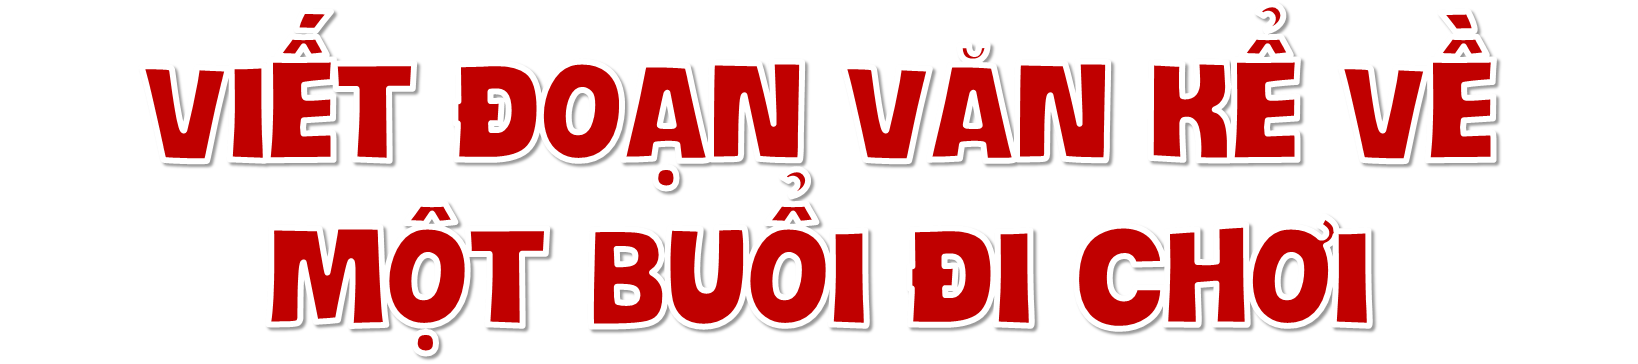 VIẾT ĐOẠN VĂN KỂ VỀ
MỘT BUỔI ĐI CHƠI